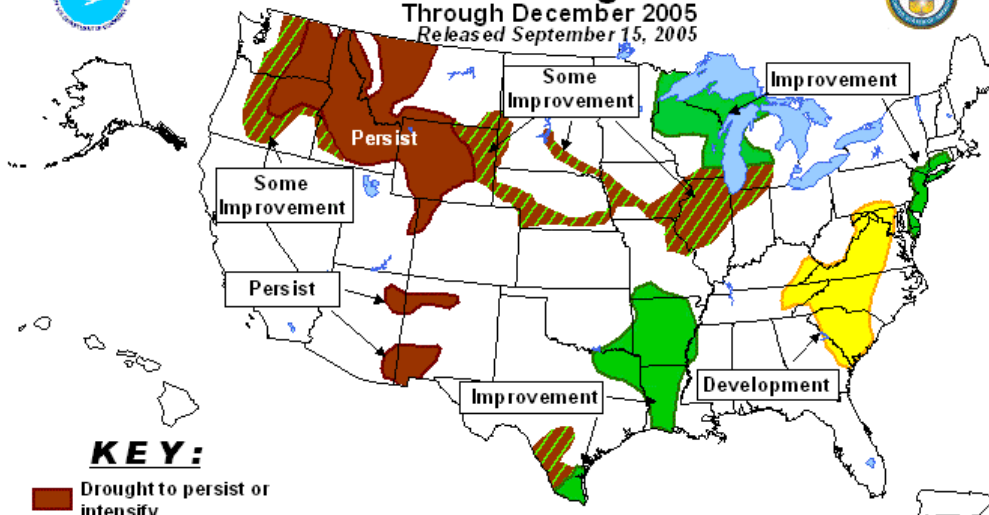 Through December 2005
Released September 15, 2005
Some
Improvement
Improvement
Persist
Some
Improvement
Persist
Improvement
Development
KEY:
Drought to persist or
intensify